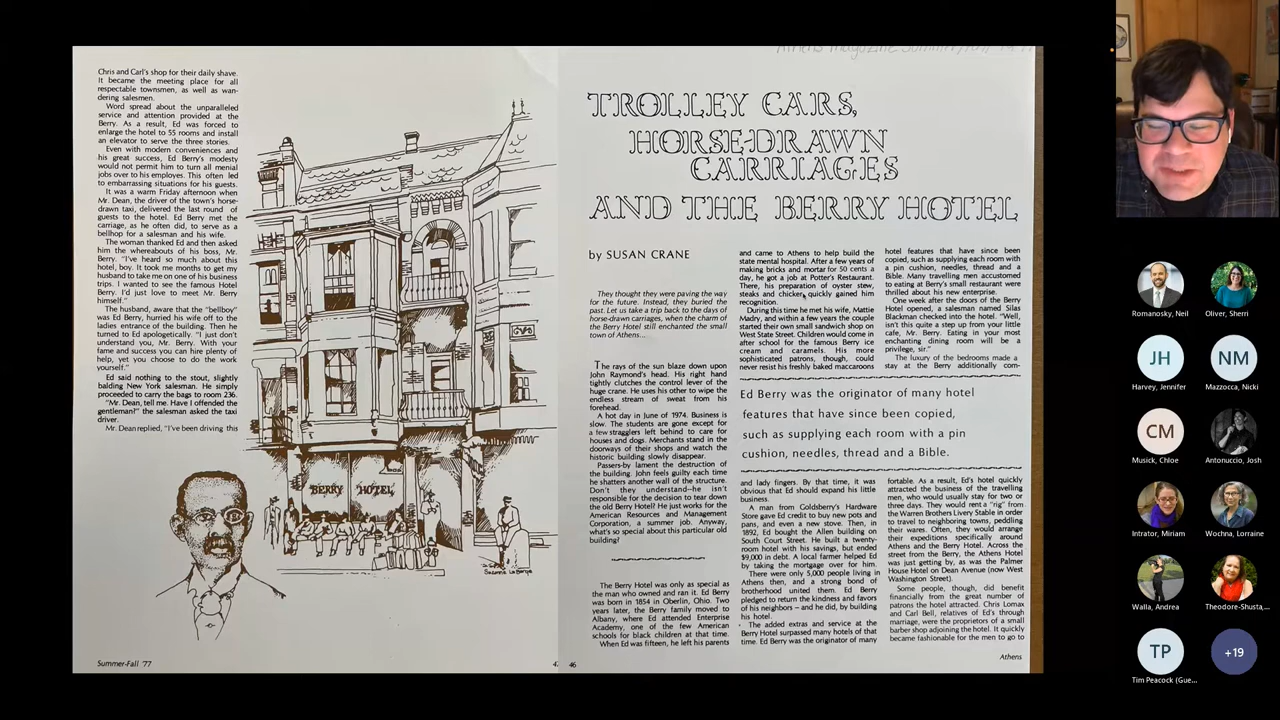 Chris and Carl's shop for their daily shave.
It became the meeting place for all
respectable townsmen, as well as wan-
dering salesmen.
Word spread about the unparalleled
service and attention provided at the
Berry. As a result, Ed was forced to
enlarge the hotel to 55 rooms and install
an elevator to serve the three stories.
Even with modern conveniences and
his great success, Ed Berry's modesty
would not permit him to turn all menial
jobs over to his employes. This often led
to embarrassing situations for his guests.
It was a warm Friday afternoon when
Mr. Dean, the driver of the town's horse-
drawn taxi, delivered the last round of
guests to the hotel. Ed Berry met the
carriage, as he often did, to serve as a
bellhop for a salesman and his wife.
The woman thanked Ed and then asked
him the whereabouts of his boss, Mr.
Berry. "I've heard so much about this
hotel, boy. It took me months to get my
husband to take me on one of his business
trips. I wanted to see the famous Hotel
Berry. I'd just love to meet Mr. Berry
himself."
The husband, aware that the "bellboy"
was Ed Berry, hurried his wife off to the
ladies entrance of the building. Then he
turned to Ed apologetically. "I just don't
understand you, Mr. Berry. With your
fame and success you can hire plenty of
help, yet you choose to do the work
yourself."
Ed said nothing to the stout, slightly
balding New York salesman. He simply
proceeded to carry the bags to room 236.
"Mr. Dean, tell me. Have I offended the
gentleman?" the salesman asked the taxi
driver.
Mr. Dean replied, "I've been driving this
BERRY HOTEL
Summer-Fall '77
Athens magazine Summer
TROLLEY CARS,
HORSE-DRAWN
CARRIAGES
AND THE BERRY HOTEL
by SUSAN CRANE
They thought they were paving the way
for the future. Instead, they buried the
past. Let us take a trip back to the days of
horse-drawn carriages, when the charm of
the Berry Hotel still enchanted the small
town of Athens...
The rays of the sun blaze down upon
John Raymond's head. His right hand
tightly clutches the control lever of the
huge crane. He uses his other to wipe the
endless stream of sweat from his
forehead.
A hot day in June of 1974. Business is
slow. The students are gone except for
a few stragglers left behind to care for
houses and dogs. Merchants stand in the
doorways of their shops and watch the
historic building slowly disappear.
Passers-by lament the destruction of
the building. John feels guilty each time
he shatters another wall of the structure.
Don't they understand—he isn't
responsible for the decision to tear down
the old Berry Hotel? He just works for the
American Resources and Management
Corporation, a summer job. Anyway,
what's so special about this particular old
building?
The Berry Hotel was only as special as
the man who owned and ran it. Ed Berry
was born in 1854 in Oberlin, Ohio. Two
years later, the Berry family moved to
Albany, where Ed attended Enterprise
Academy, one of the few American
schools for black children at that time.
When Ed was fifteen, he left his parents
46
and came to Athens to help build the
state mental hospital. After a few years of
making bricks and mortar for 50 cents a
day, he got a job at Potter's Restaurant.
There, his preparation of oyster stew,
steaks and chicken quickly gained him
recognition.
During this time he met his wife, Mattie
Madry, and within a few years the couple
started their own small sandwich shop on
West State Street. Children would come in
after school for the famous Berry ice
cream and caramels. His more
sophisticated patrons, though, could
never resist his freshly baked maccaroons
hotel features that have since been
copied, such as supplying each room with
a pin cushion, needles, thread and a
Bible. Many travelling men accustomed
to eating at Berry's small restaurant were
thrilled about his new enterprise.
One week after the doors of the Berry
Hotel opened, a salesman named Silas
Blackman checked into the hotel. "Well,
isn't this quite a step up from your little
cafe, Mr. Berry. Eating in your most
enchanting dining room will be a
privilege, sir."
The luxury of the bedrooms made a
stay at the Berry additionally com-
Ed Berry was the originator of many hotel
features that have since been copied,
such as supplying each room with a pin
cushion, needles, thread and a Bible.
and lady fingers. By that time, it was
obvious that Ed should expand his little
business.
A man from Goldsberry's Hardware
Store gave Ed credit to buy new pots and
pans, and even a new stove. Then, in
1892, Ed bought the Allen building on
South Court Street. He built a twenty-
room hotel with his savings, but ended
$9,000 in debt. A local farmer helped Ed
by taking the mortgage over for him.
There were only 5,000 people living in
Athens then, and a strong bond of
brotherhood united them. Ed Berry
pledged to return the kindness and favors
of his neighbors – and he did, by building
his hotel.
The added extras and service at the
Berry Hotel surpassed many hotels of that
time. Ed Berry was the originator of many
fortable. As a result, Ed's hotel quickly
attracted the business of the travelling
men, who would usually stay for two or
three days. They would rent a "rig" from
the Warren Brothers Livery Stable in order
to travel to neighboring towns, peddling
their wares. Often, they would arrange
their expeditions specifically around
Athens and the Berry Hotel. Across the
street from the Berry, the Athens Hotel
was just getting by, as was the Palmer
House Hotel on Dean Avenue (now West
Washington Street).
Some people, though, did benefit
financially from the great number of
patrons the hotel attracted. Chris Lomax
and Carl Bell, relatives of Ed's through
marriage, were the proprietors of a small
barber shop adjoining the hotel. It quickly
became fashionable for the men to go to
Athens
Romanosky, Neil
Oliver, Sherri
JH
NM
Harvey, Jennifer
Mazzocca, Nicki
CM
Musick, Chloe
Antonuccio, Josh
Intrator, Miriam
Wochna, Lorraine
Walla, Andrea
Theodore-Shusta,...
TP
+19
Tim Peacock (Gue...